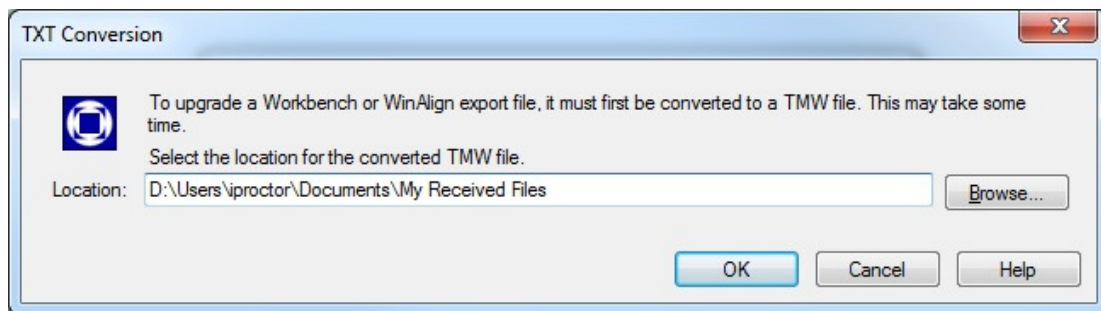 TXT Conversion
To upgrade a Workbench or WinAlign export file, it must first be converted to a TMW file. This may take some
time.
Select the location for the converted TMW file.
Location: D:\Users\iproctor\Documents\My Received Files Browse...
OK Cancel Help